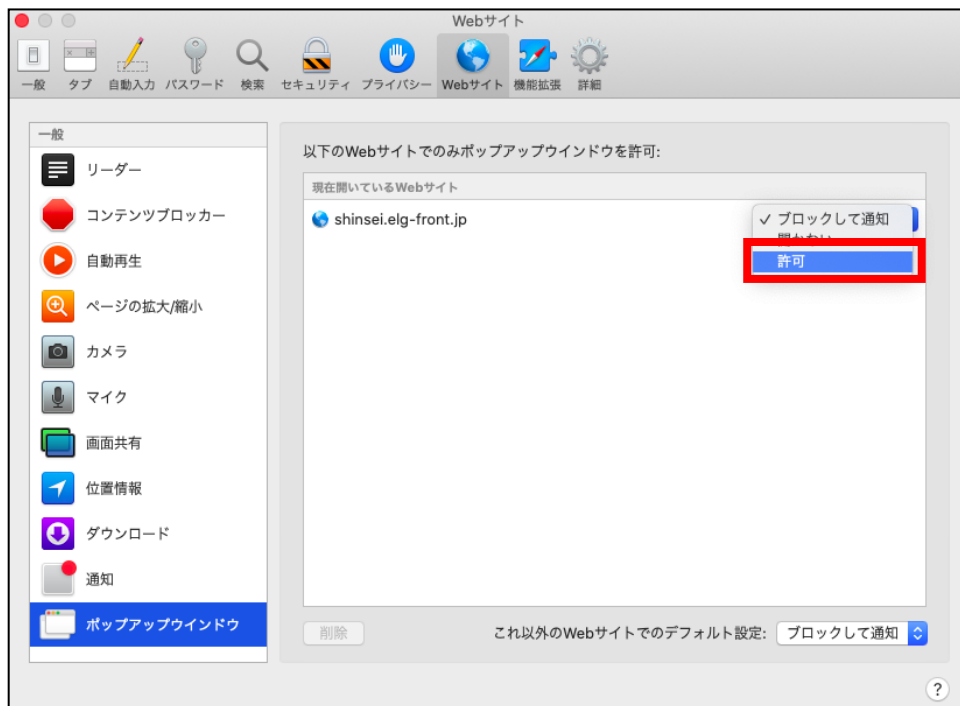 Webサイト
一般 タブ 自動入力 パスワード 検索 セキュリティ プライバシー Webサイト 機能拡張 詳細
一般
リーダー
コンテンツブロッカー
自動再生
ページの拡大/縮小
カメラ
マイク
画面共有
位置情報
ダウンロード
通知
ポップアップウインドウ
以下のWebサイトでのみポップアップウインドウを許可:
現在開いているWebサイト
shinsei.elg-front.jp
✓ ブロックして通知
開かない
許可
削除
これ以外のWebサイトでのデフォルト設定: ブロックして通知
?